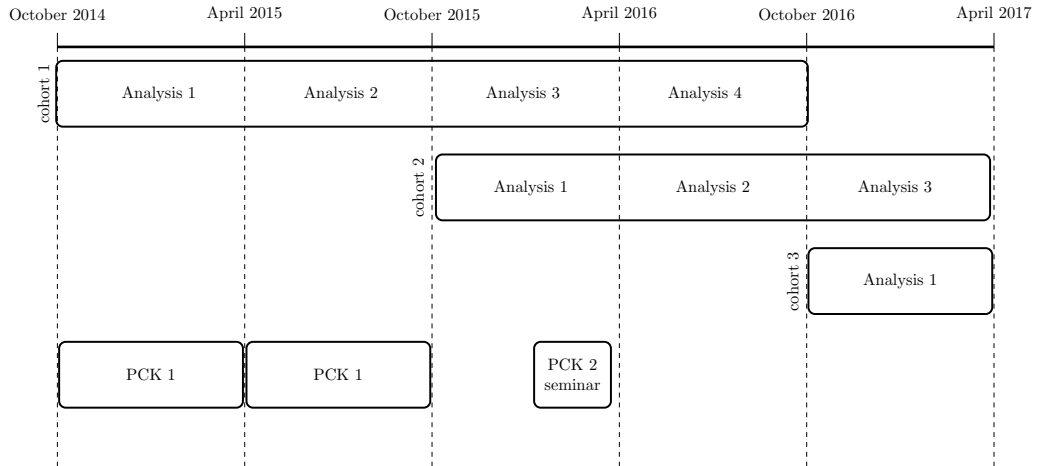 October 2014 April 2015 October 2015 April 2016 October 2016 April 2017
cohort 1
Analysis 1 Analysis 2 Analysis 3 Analysis 4
cohort 2
Analysis 1 Analysis 2 Analysis 3
cohort 3
Analysis 1
PCK 1 PCK 1 PCK 2
seminar